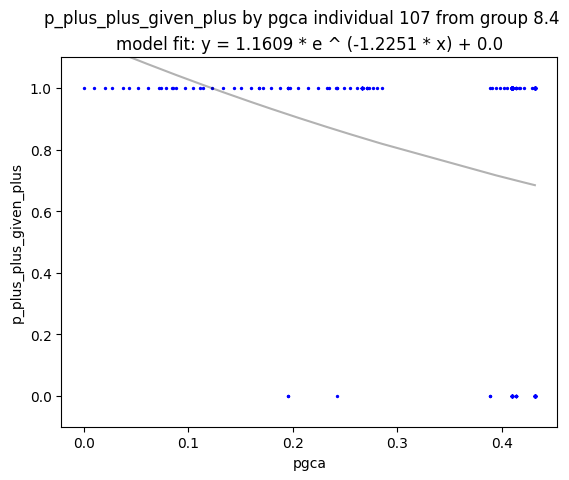 p_plus_plus_given_plus by pgca individual 107 from group 8.4
model fit: y = 1.1609 * e ^ (-1.2251 * x) + 0.0
1.0
0.8
0.6
0.4
0.2
0.0
p_plus_plus_given_plus
0.0 0.1 0.2 0.3 0.4
pgca